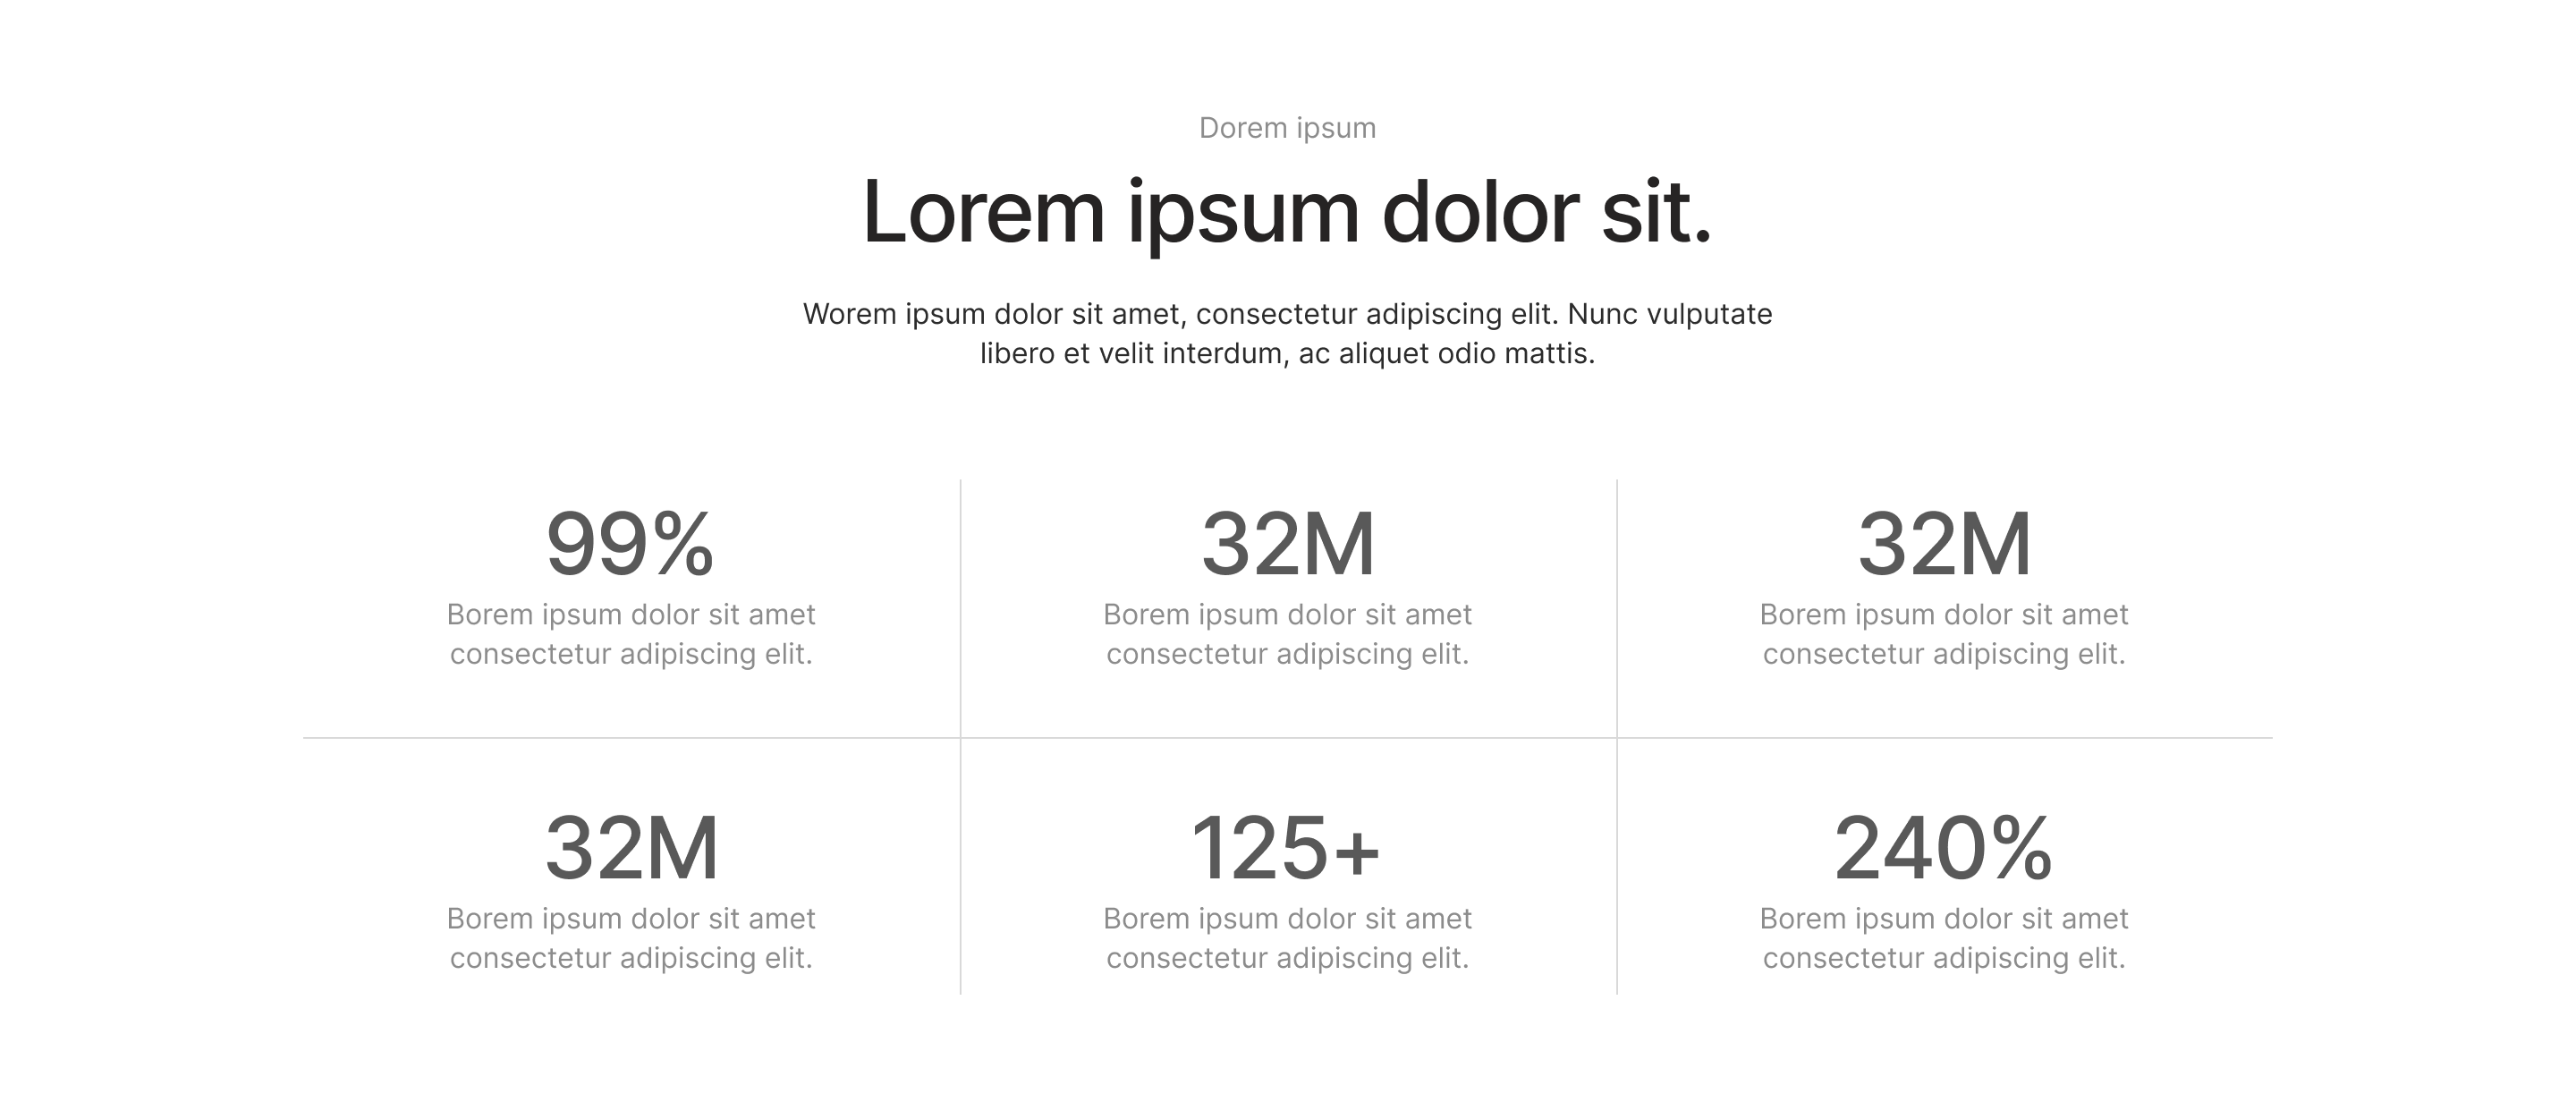 Dorem ipsum
Lorem ipsum dolor sit.
Worem ipsum dolor sit amet, consectetur adipiscing elit. Nunc vulputate
libero et velit interdum, ac aliquet odio mattis.
99%
Borem ipsum dolor sit amet
consectetur adipiscing elit.
32M
Borem ipsum dolor sit amet
consectetur adipiscing elit.
32M
Borem ipsum dolor sit amet
consectetur adipiscing elit.
32M
Borem ipsum dolor sit amet
consectetur adipiscing elit.
125+
Borem ipsum dolor sit amet
consectetur adipiscing elit.
240%
Borem ipsum dolor sit amet
consectetur adipiscing elit.